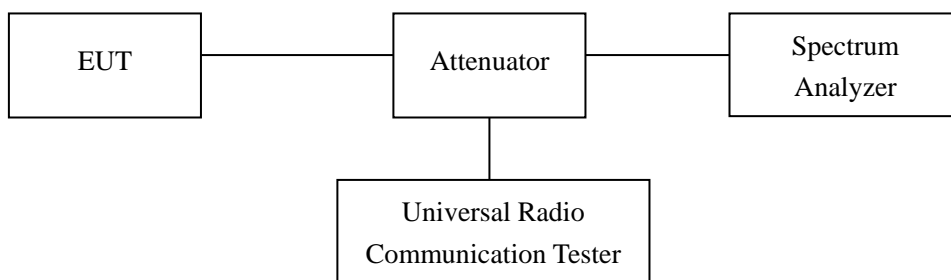 EUT
Attenuator
Spectrum
Analyzer
Universal Radio
Communication Tester